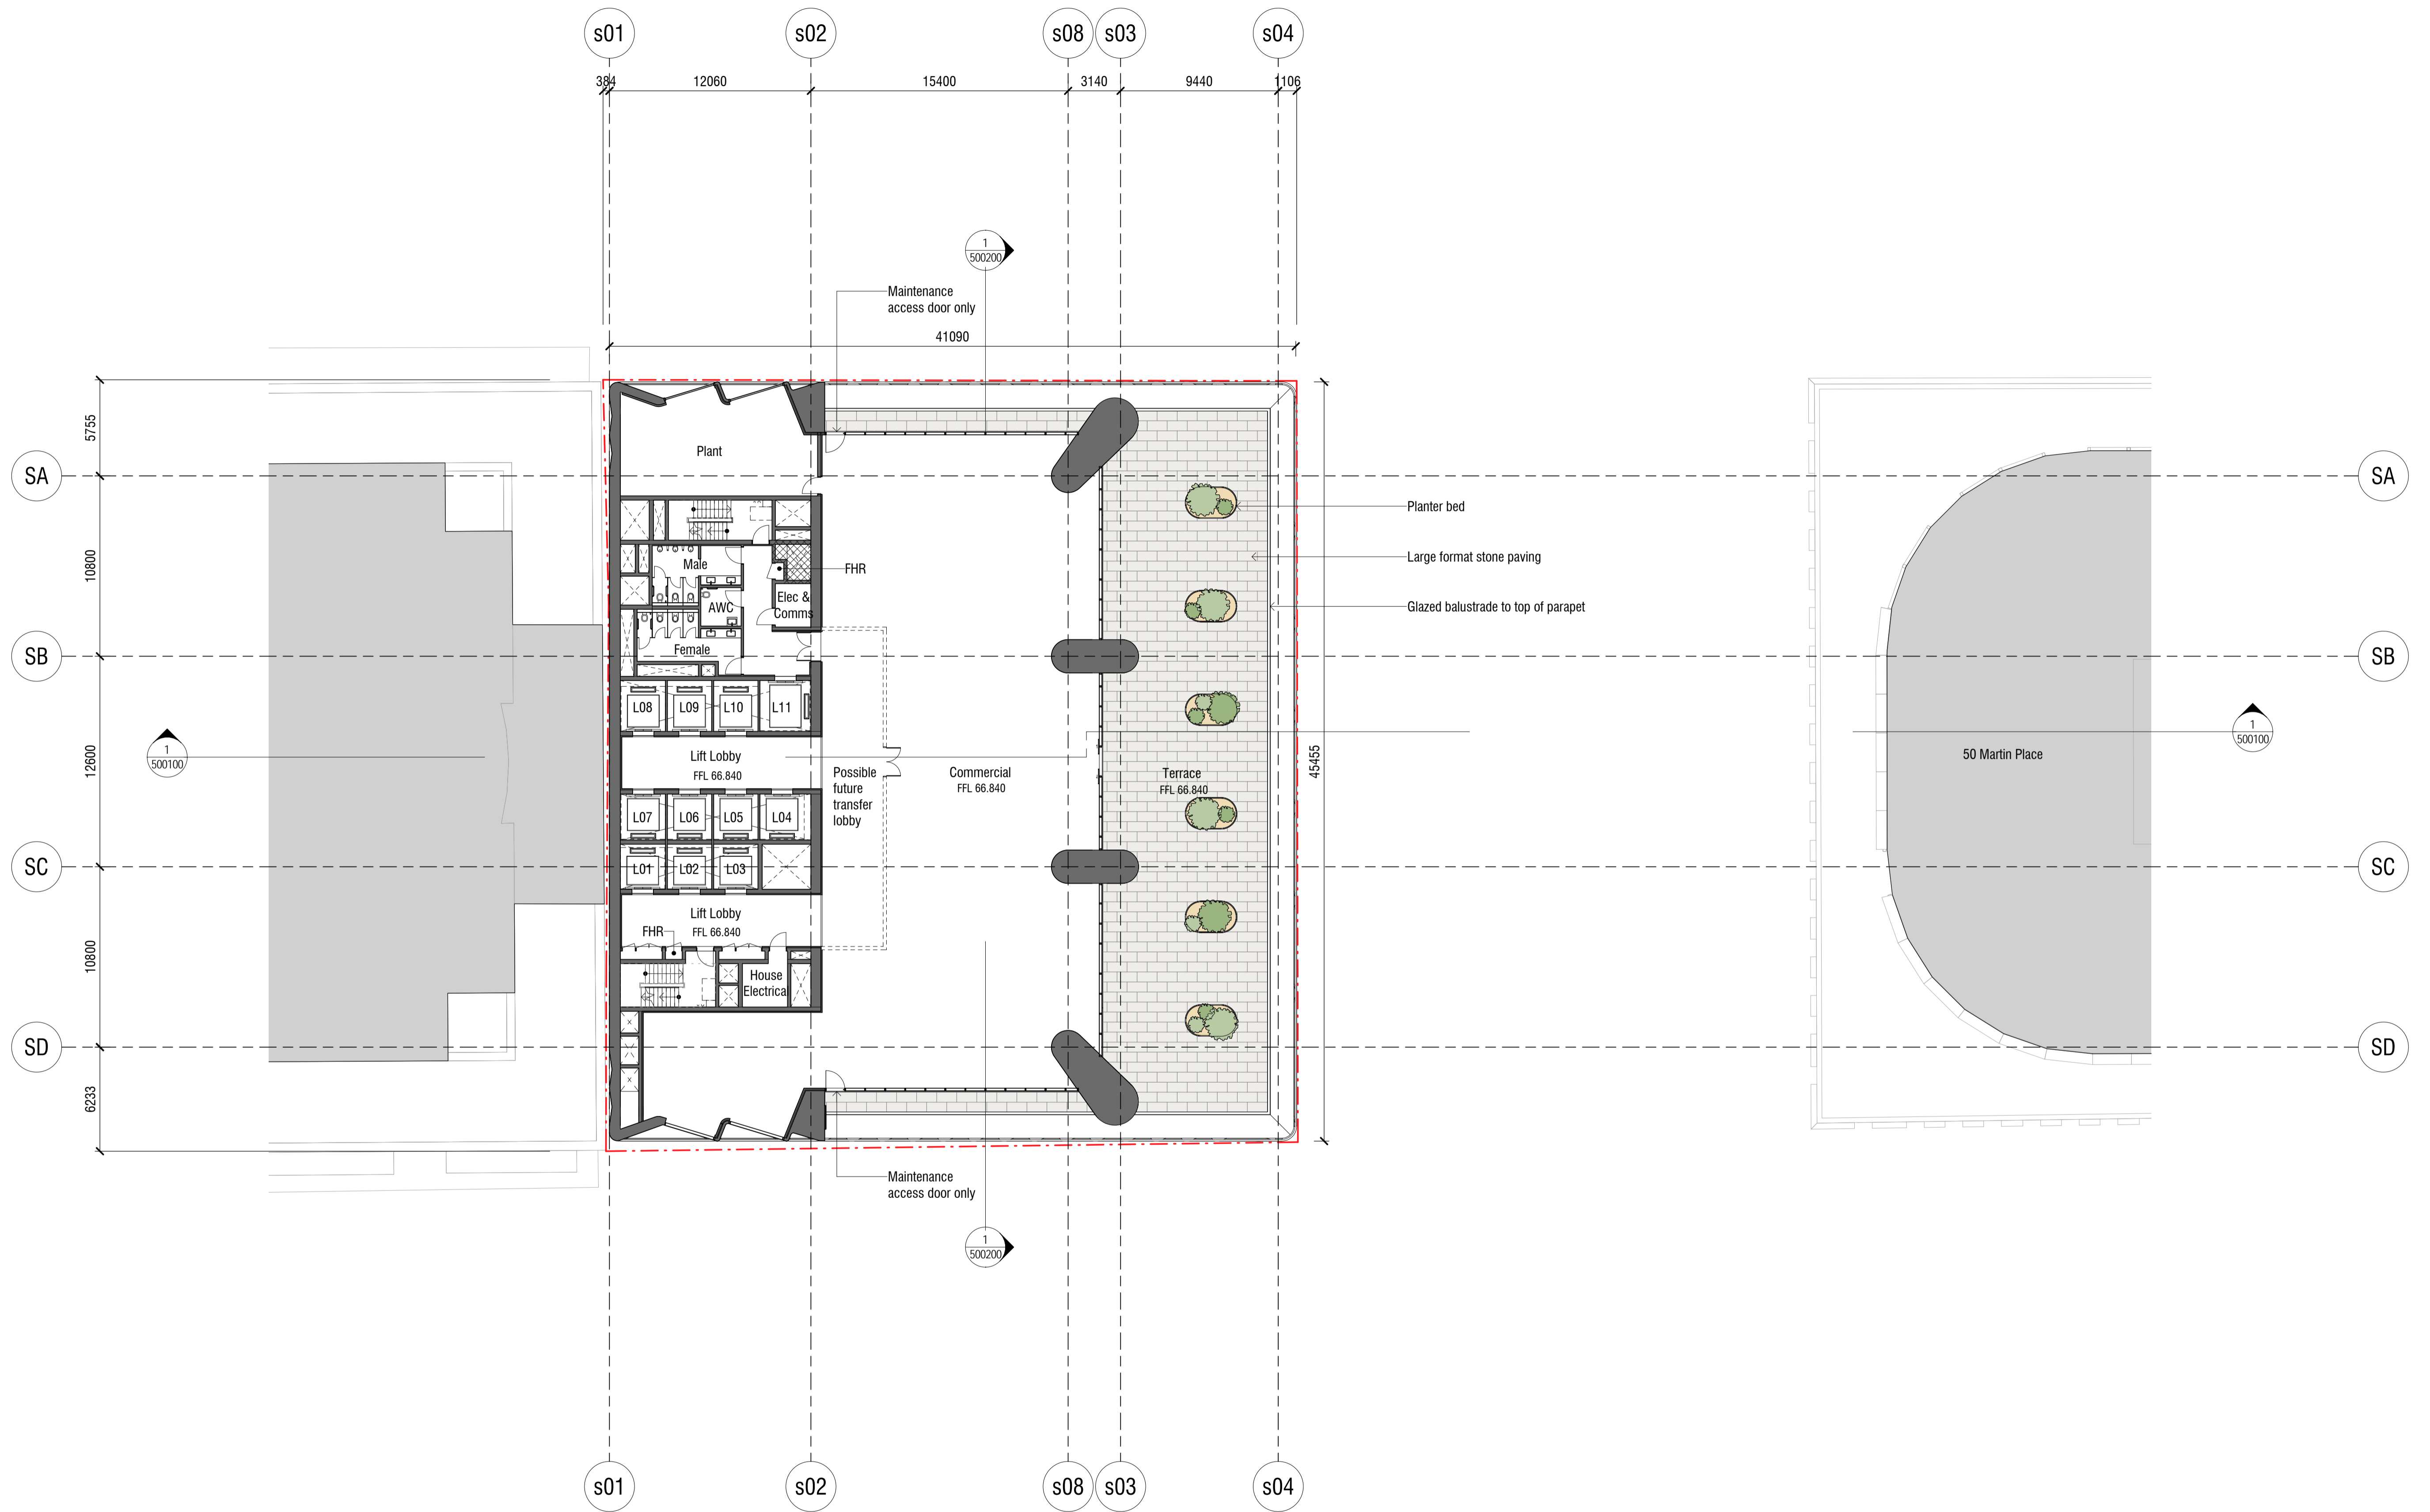 s01
s02
s08
s03
s04
384
12060
15400
3140
9440
1106
1
500200
Maintenance
access door only
41090
5755
Plant
SA
SA
Planter bed
10800
Large format stone paving
Male
FHR
Elec &
Comms
AWC
Glazed balustrade to top of parapet
Female
SB
SB
L08
L09
L10
L11
1
500100
12600
Lift Lobby
FFL 66.840
Possible
future
transfer
lobby
Commercial
FFL 66.840
Terrace
FFL 66.840
45455
50 Martin Place
1
500100
L07
L06
L05
L04
SC
L01
L02
L03
SC
Lift Lobby
FFL 66.840
FHR
10800
House
Electrical
SD
SD
6233
Maintenance
access door only
1
500200
s01
s02
s08
s03
s04